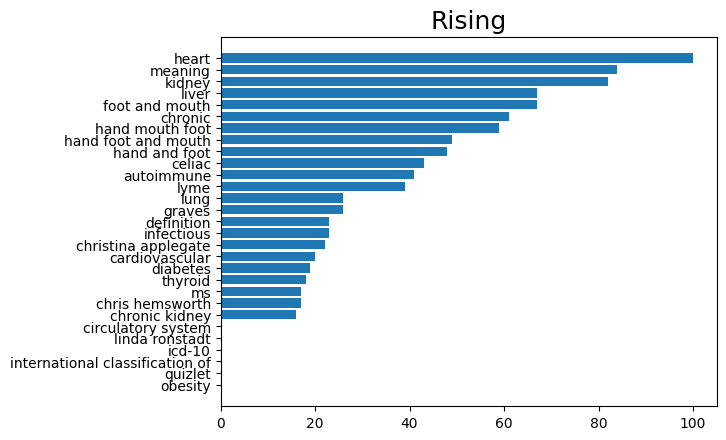 Rising
heart
meaning
kidney
liver
foot and mouth
chronic
hand mouth foot
hand foot and mouth
hand and foot
celiac
autoimmune
lyme
lung
graves
definition
infectious
christina applegate
cardiovascular
diabetes
thyroid
ms
chris hemsworth
chronic kidney
circulatory system
linda ronstadt
icd-10
international classification of
quizlet
obesity
0 20 40 60 80 100